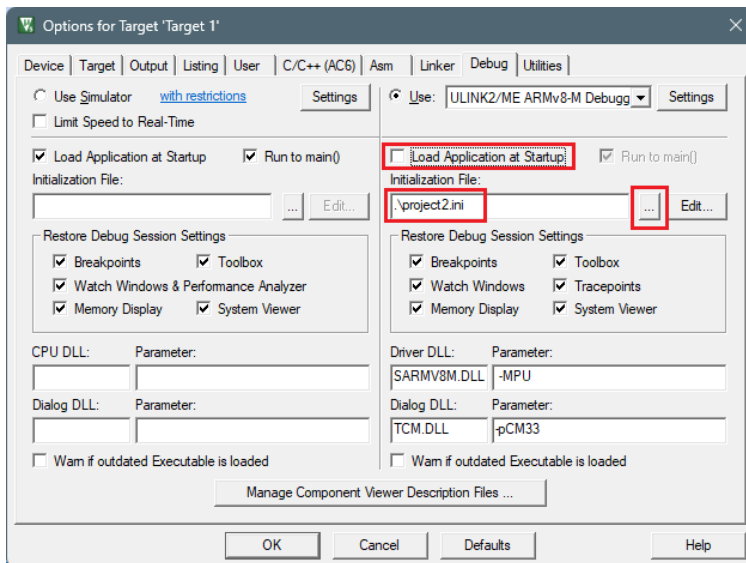 Options for Target 'Target 1'
Device Target Output Listing User C/C++ (AC6) Asm Linker Debug Utilities
Use Simulator with restrictions Settings
Limit Speed to Real-Time
Load Application at Startup Run to main()
Initialization File:
... Edit...
Restore Debug Session Settings
Breakpoints Toolbox
Watch Windows & Performance Analyzer
Memory Display System Viewer
CPU DLL: Parameter:
Dialog DLL: Parameter:
Warn if outdated Executable is loaded
Use: ULINK2/ME ARMv8-M Debugg Settings
Load Application at Startup Run to main()
Initialization File:
.\project2.ini ... Edit...
Restore Debug Session Settings
Breakpoints Toolbox
Watch Windows Tracepoints
Memory Display System Viewer
Driver DLL: Parameter:
SARMV8M.DLL -MPU
Dialog DLL: Parameter:
TCM.DLL -pCM33
Warn if outdated Executable is loaded
Manage Component Viewer Description Files ...
OK Cancel Defaults Help